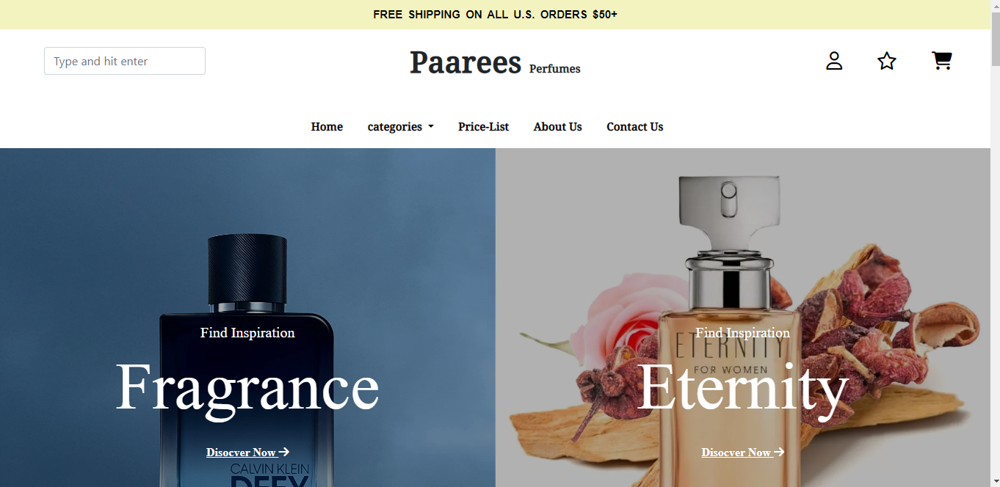 FREE SHIPPING ON ALL U.S. ORDERS $50+
Type and hit enter
Paarees Perfumes
Home categories Price-List About Us Contact Us
Find Inspiration
Fragrance
Disocver Now
CALVIN KLEIN
DEFY
Find Inspiration
ETERNITY
FOR WOMEN
Eternity
Disocver Now